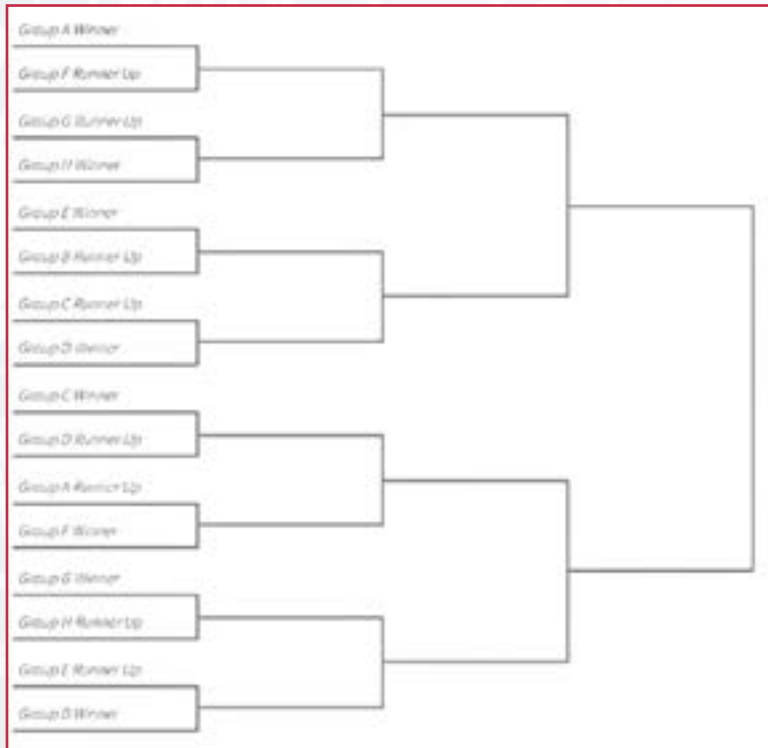 Group A Winner
Group F Runner Up
Group G Runner Up
Group H Winner
Group E Winner
Group B Runner Up
Group C Runner Up
Group D Winner
Group C Winner
Group D Runner Up
Group A Runner Up
Group F Winner
Group G Winner
Group H Runner Up
Group E Runner Up
Group B Winner